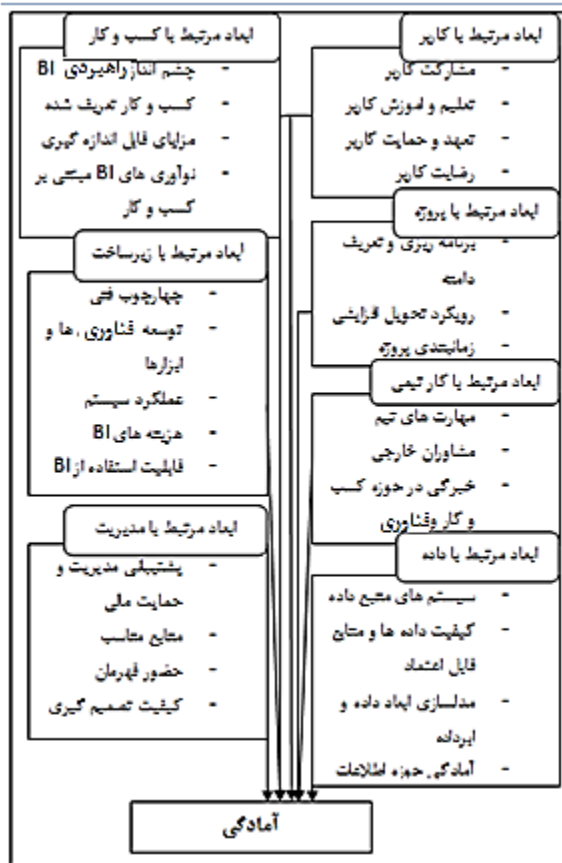 ابعاد مرتبط با کاربر
- مشارکت کاربر
- تعلیم و آموزش کاربر
- تعهد و حمایت کاربر
- رضایت کاربر
ابعاد مرتبط با کسب و کار
- چشم انداز راهبردی BI
- کسب و کار تعریف شده
- مزایای قابل اندازه گیری
- نوآوری های BI مبتنی بر
کسب و کار
ابعاد مرتبط با پروژه
- برنامه ریزی و تعریف
دامنه
- رویکرد تحویل افزایشی
- زمانبندی پروژه
ابعاد مرتبط با زیرساخت
- چهارچوب فنی
- توسعه فناوری ها و
ابزارها
- عملکرد سیستم
- هزینه های BI
- قابلیت استفاده از BI
ابعاد مرتبط با کار تیمی
- مهارت های تیم
- مشاوران خارجی
- خبرگی در حوزه کسب
و کار وفناوری
ابعاد مرتبط با مدیریت
- پشتیبانی مدیریت و
حمایت مالی
- منابع مناسب
- حضور قهرمان
- کیفیت تصمیم گیری
ابعاد مرتبط با داده
- سیستم های منبع داده
- کیفیت داده ها و منابع
قابل اعتماد
- مدلسازی ابعاد داده و
ابرداده
- آمادگی حوزه اطلاعات
آمادگی